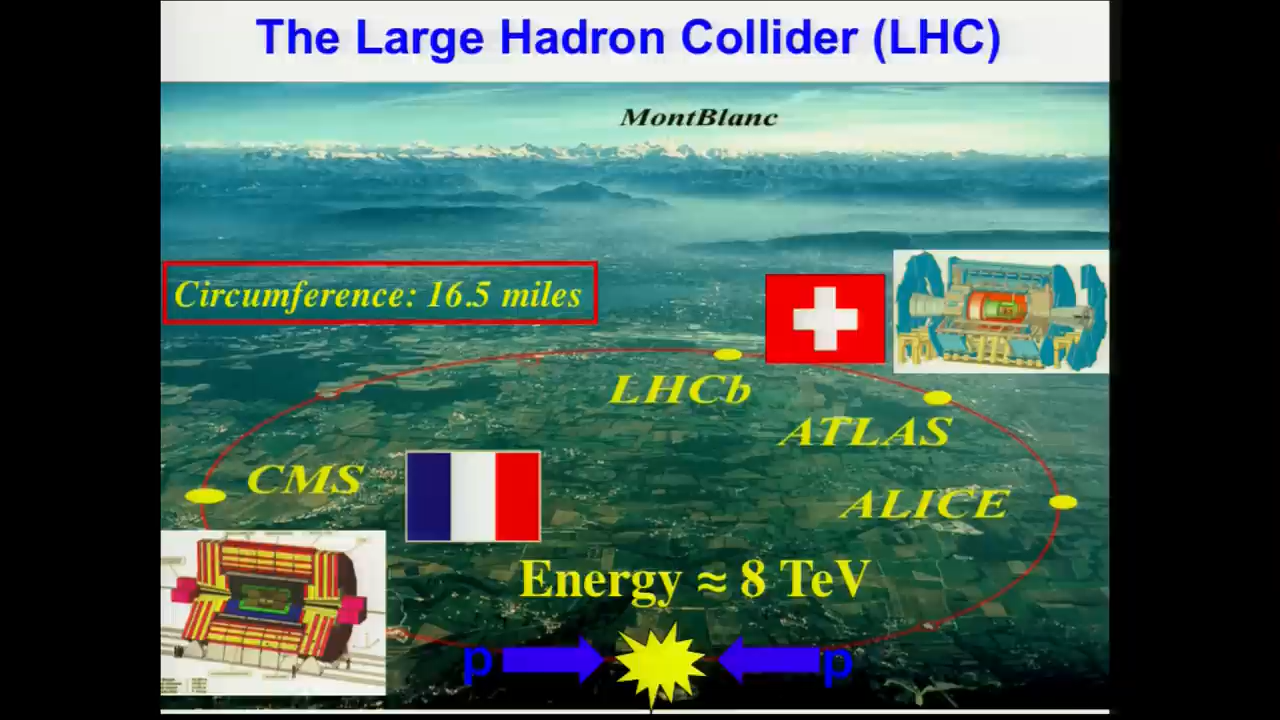 The Large Hadron Collider (LHC)
MontBlanc
Circumference: 16.5 miles
LHCb
ATLAS
CMS
ALICE
Energy ≈ 8 TeV
p
p